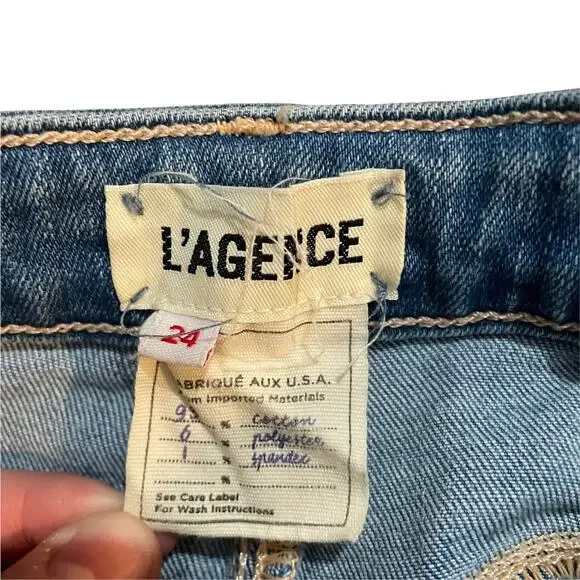 L'AGENCE
24
ABRIQUÉ AUX U.S.A.
m Imported Materials
% cotton
6 % polyester
1 % spandex
%
See Care Label
For Wash Instructions